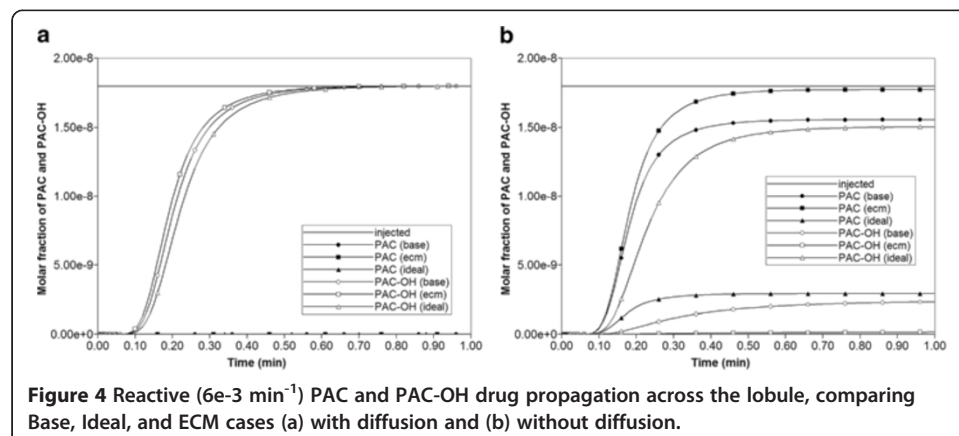 a
2.00e-8
1.50e-8
1.00e-8
5.00e-9
0.00e+0
Molar fraction of PAC and PAC-OH
injected
PAC (base)
PAC (ecm)
PAC (ideal)
PAC-OH (base)
PAC-OH (ecm)
PAC-OH (ideal)
0.00 0.10 0.20 0.30 0.40 0.50 0.60 0.70 0.80 0.90 1.00
Time (min)
b
2.00e-8
1.50e-8
1.00e-8
5.00e-9
0.00e+0
Molar fraction of PAC and PAC-OH
injected
PAC (base)
PAC (ecm)
PAC (ideal)
PAC-OH (base)
PAC-OH (ecm)
PAC-OH (ideal)
0.00 0.10 0.20 0.30 0.40 0.50 0.60 0.70 0.80 0.90 1.00
Time (min)
Figure 4 Reactive (6e-3 min⁻¹) PAC and PAC-OH drug propagation across the lobule, comparing
Base, Ideal, and ECM cases (a) with diffusion and (b) without diffusion.